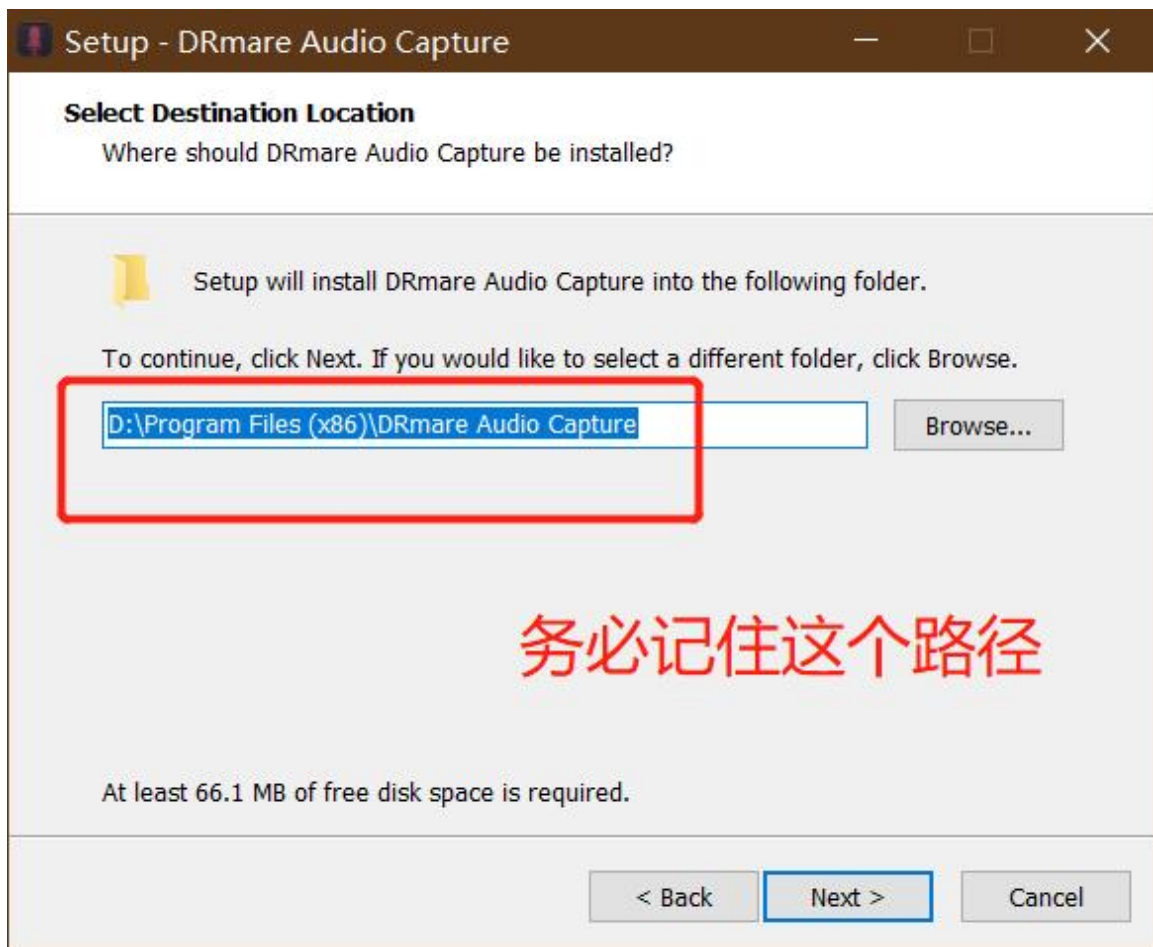 Setup - DRmare Audio Capture
Select Destination Location
Where should DRmare Audio Capture be installed?
Setup will install DRmare Audio Capture into the following folder.
To continue, click Next. If you would like to select a different folder, click Browse.
D:\Program Files (x86)\DRmare Audio Capture
Browse...
务必记住这个路径
At least 66.1 MB of free disk space is required.
< Back
Next >
Cancel